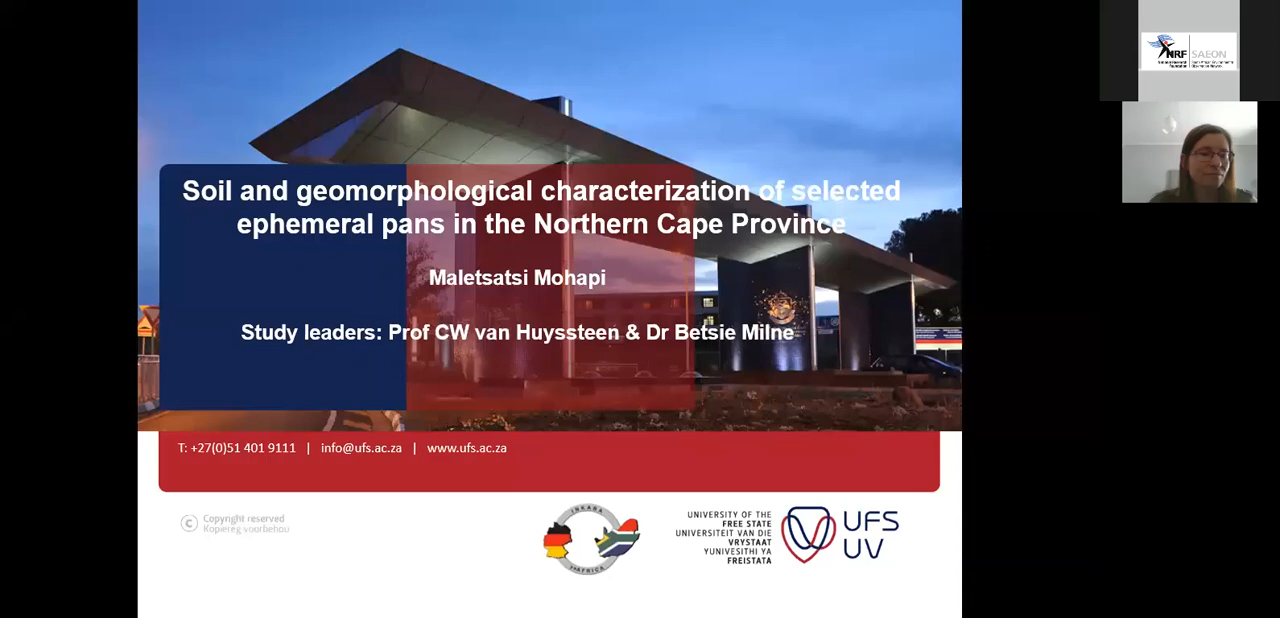 Soil and geomorphological characterization of selected
ephemeral pans in the Northern Cape Province
Maletsatsi Mohapi
Study leaders: Prof CW van Huyssteen & Dr Betsie Milne
T: +27(0)51 401 9111 | info@ufs.ac.za | www.ufs.ac.za
Copyright reserved
Kopiereg voorbehou
UNIVERSITY OF THE
FREE STATE
UNIVERSITEIT VAN DIE
VRYSTAAT
YUNIVESITHI YA
FREISTATA
UFS
UV
NRF
SAEON